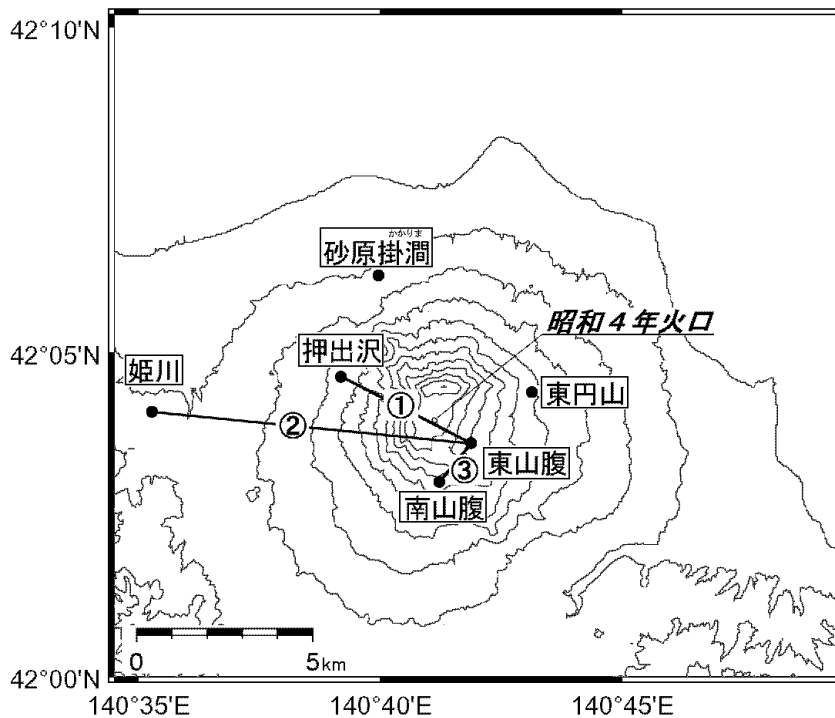 42°10'N
かかりま
砂原掛澗
昭和4年火口
42°05'N
押出沢
姫川
①
東円山
②
③
東山腹
南山腹
0
5km
42°00'N
140°35'E
140°40'E
140°45'E